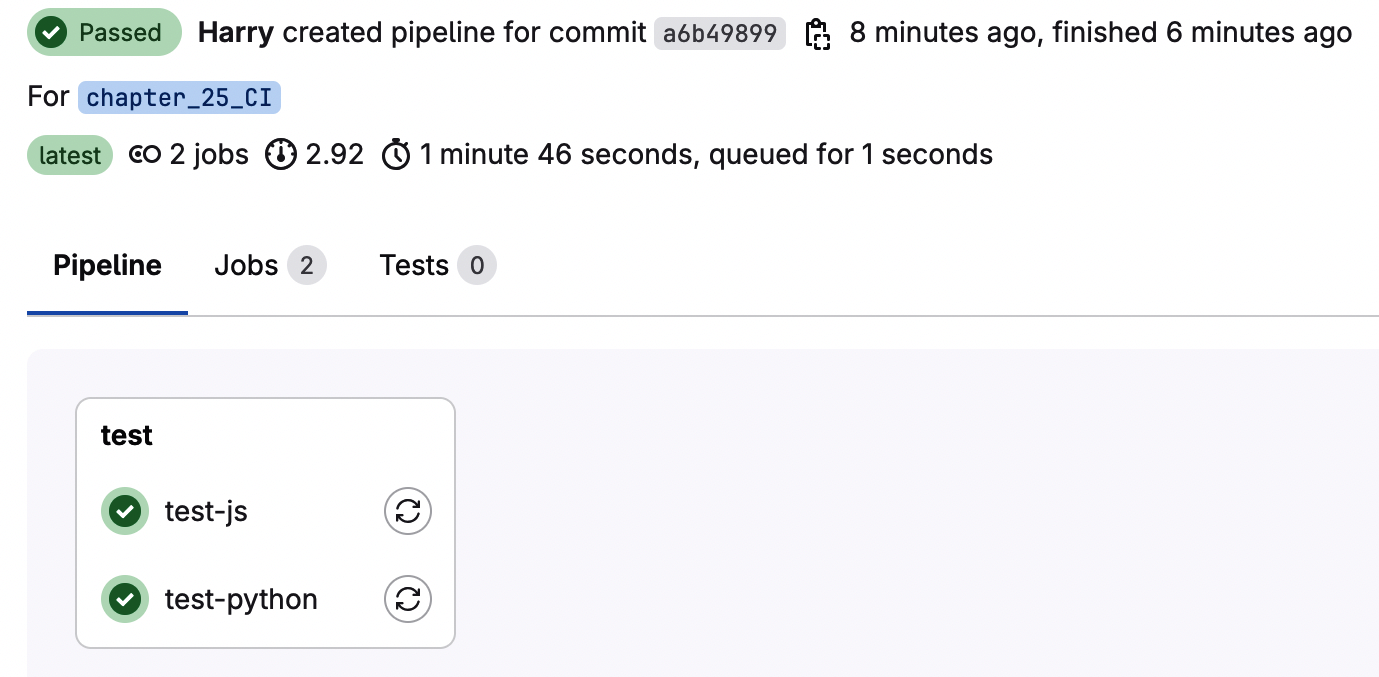 Passed Harry created pipeline for commit a6b49899 8 minutes ago, finished 6 minutes ago
For chapter_25_CI
latest 2 jobs 2.92 1 minute 46 seconds, queued for 1 seconds
Pipeline Jobs 2 Tests 0
test
test-js
test-python